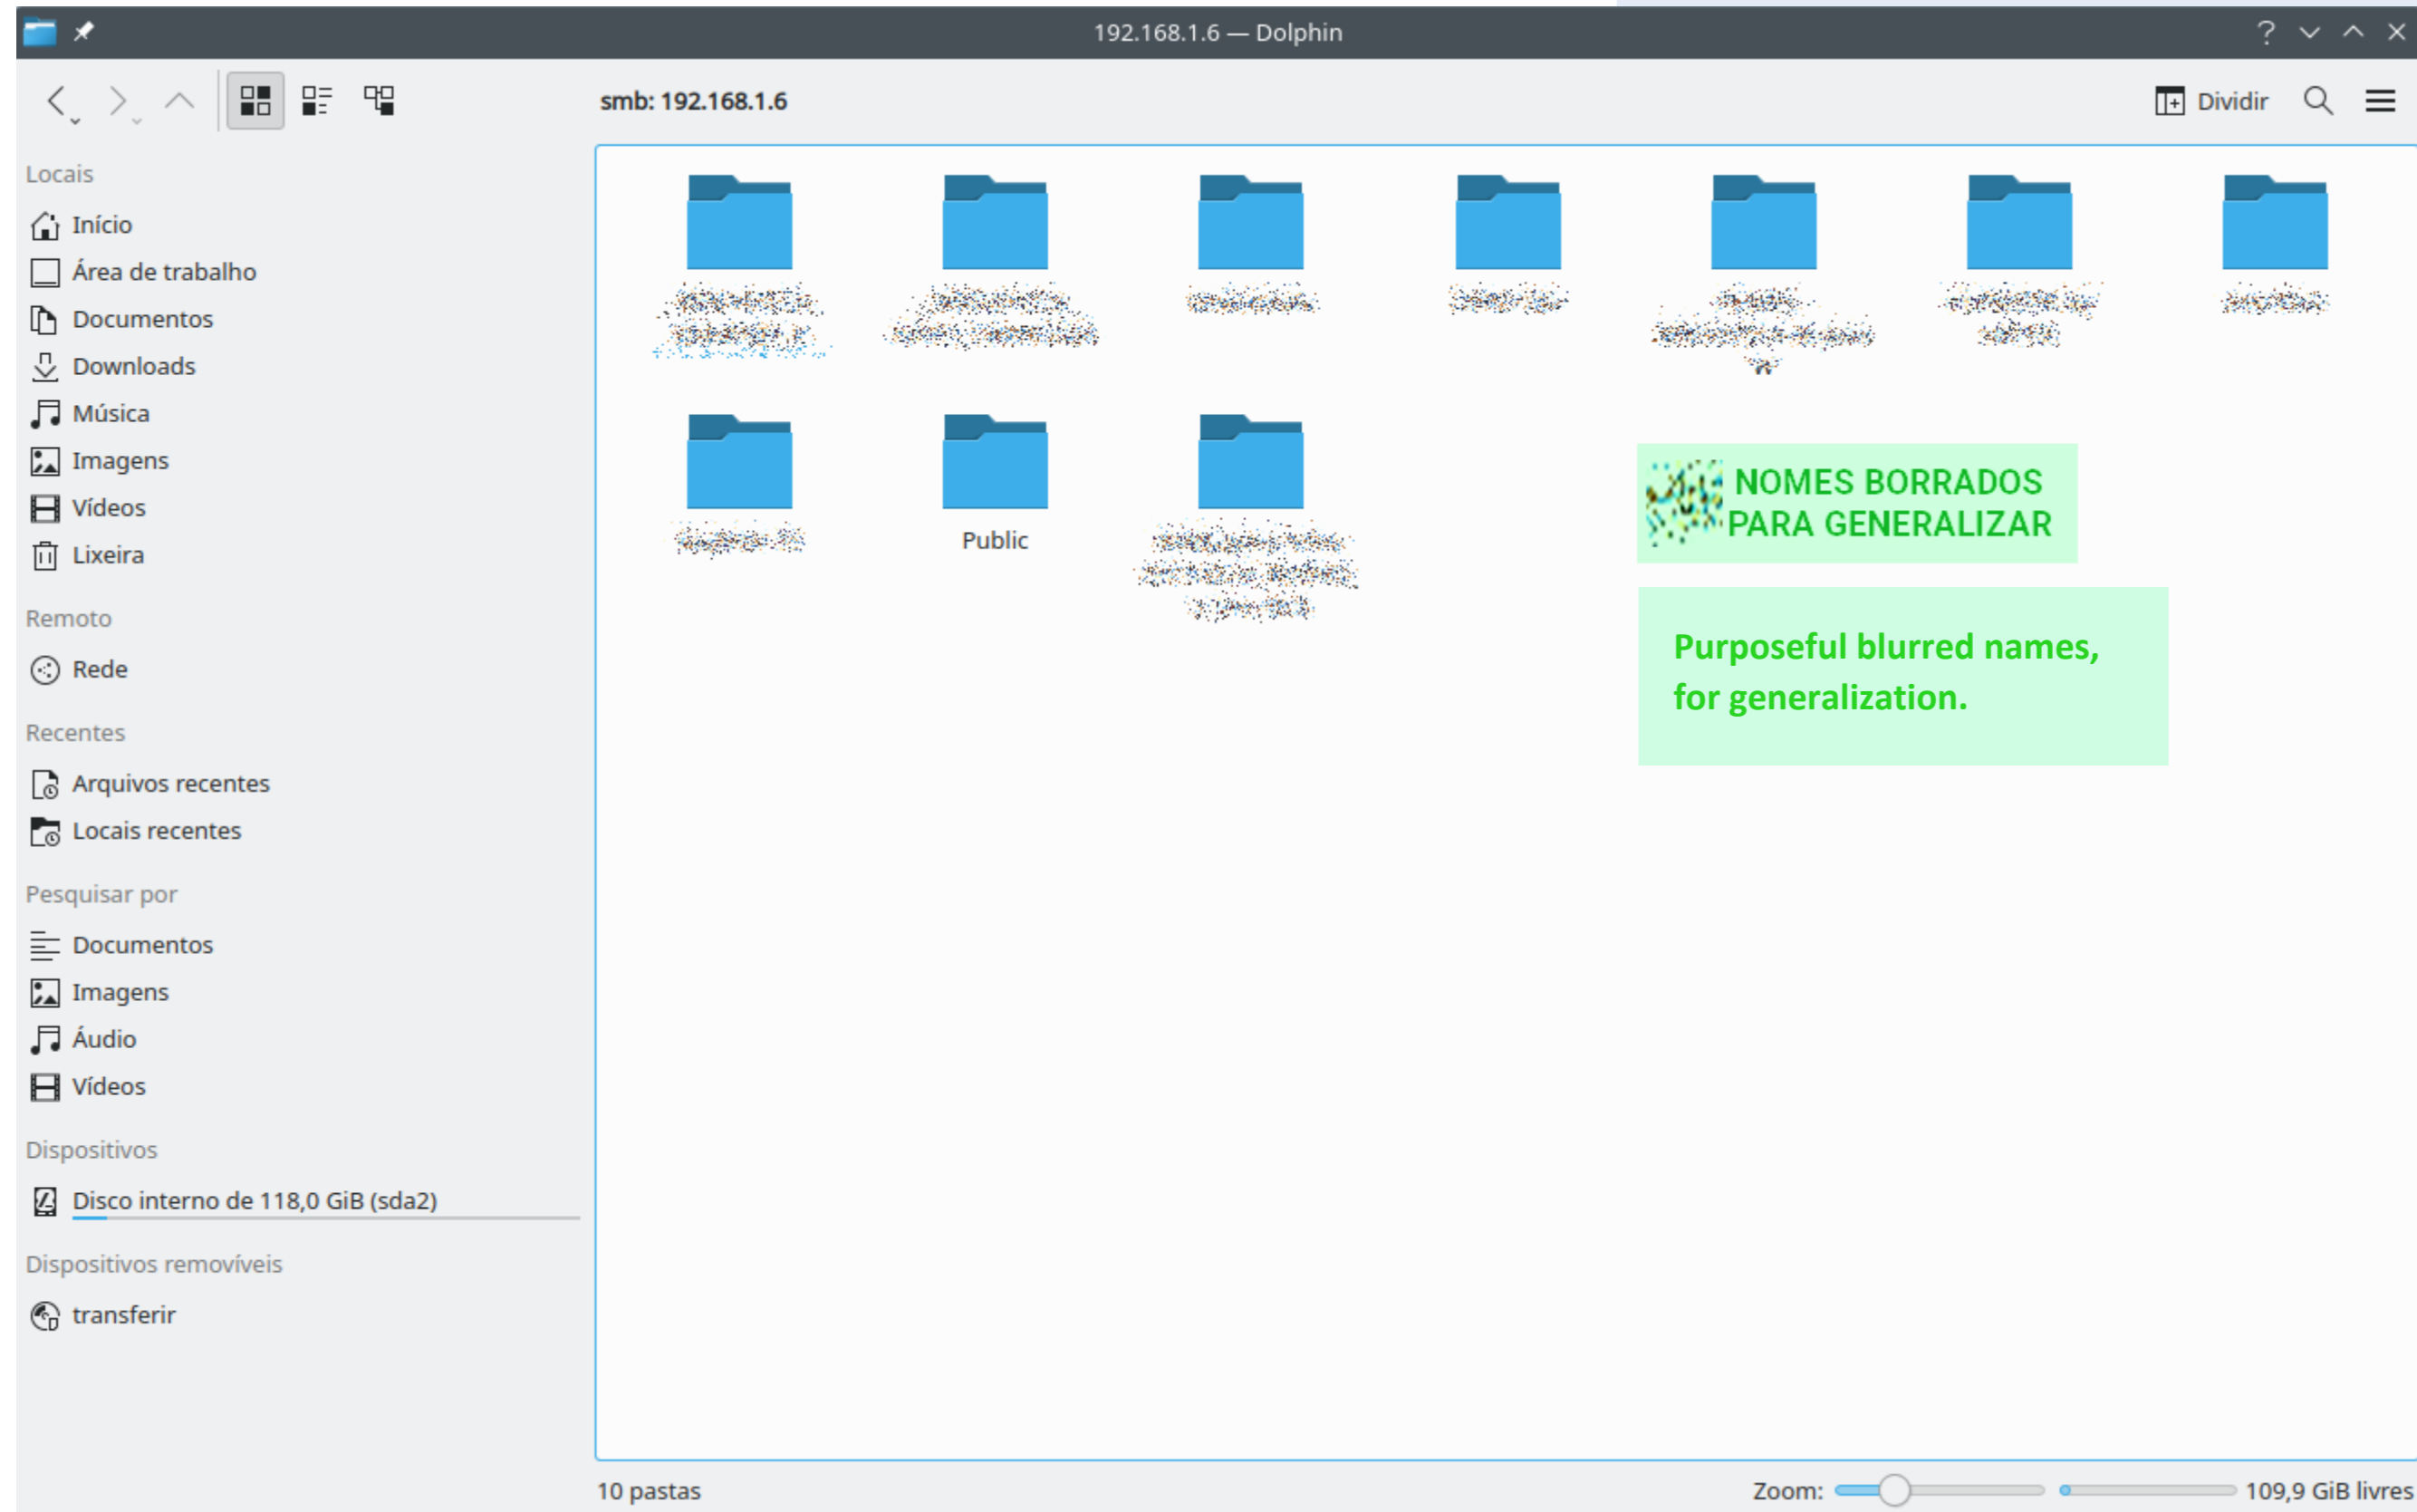 192.168.1.6 — Dolphin
smb: 192.168.1.6
Dividir
Locais
Início
Área de trabalho
Documentos
Downloads
Música
Imagens
Vídeos
Lixeira
Remoto
Rede
Recentes
Arquivos recentes
Locais recentes
Pesquisar por
Documentos
Imagens
Áudio
Vídeos
Dispositivos
Disco interno de 118,0 GiB (sda2)
Dispositivos removíveis
transferir
Public
NOMES BORRADOS
PARA GENERALIZAR
Purposeful blurred names,
for generalization.
10 pastas
Zoom:
109,9 GiB livres